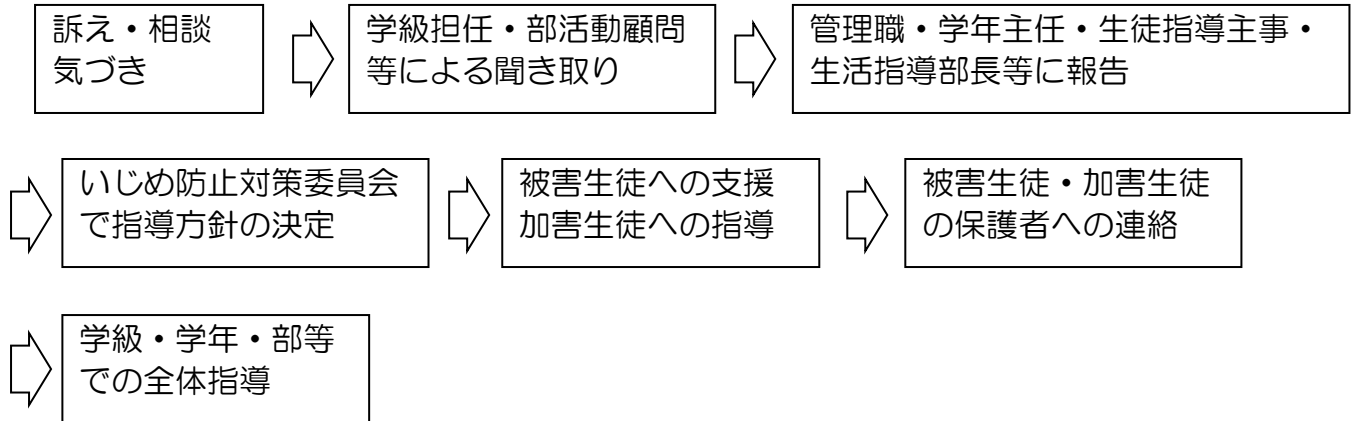 訴え・相談
気づき
学級担任・部活動顧問
等による聞き取り
管理職・学年主任・生徒指導主事・
生活指導部長等に報告
いじめ防止対策委員会
で指導方針の決定
被害生徒への支援
加害生徒への指導
被害生徒・加害生徒
の保護者への連絡
学級・学年・部等
での全体指導